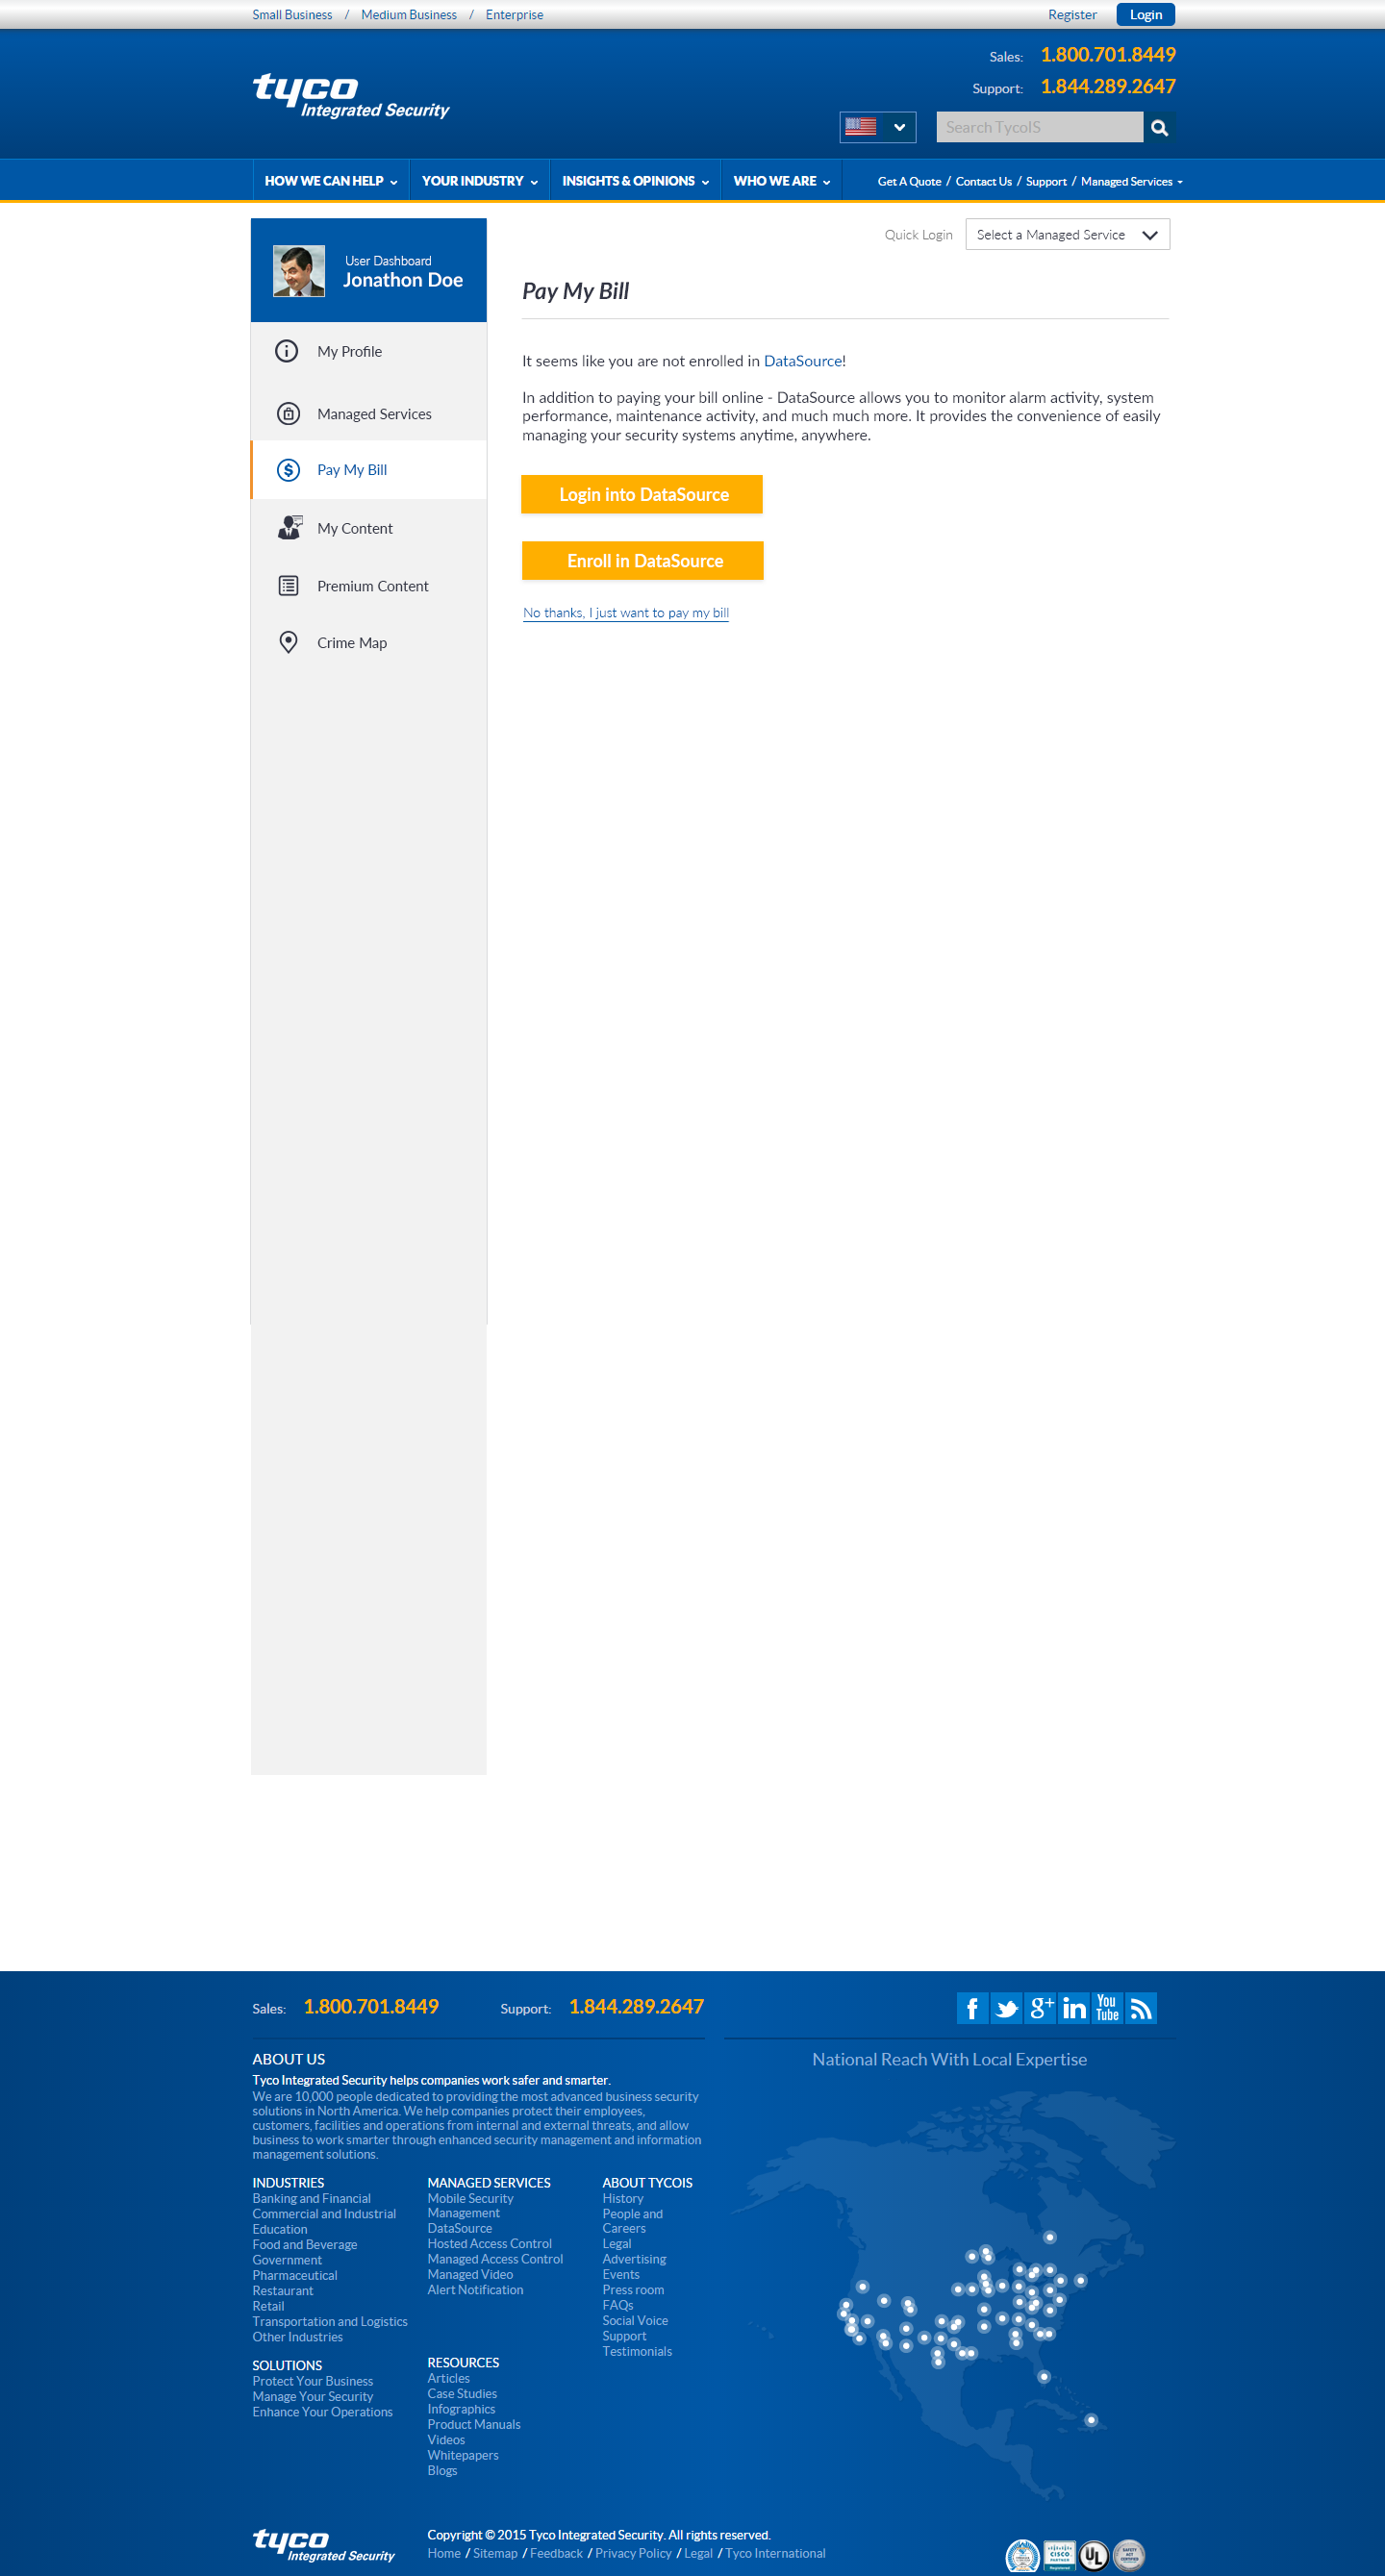 Small Business / Medium Business / Enterprise
Register
Login
Sales: 1.800.701.8449
Support: 1.844.289.2647
tyco
Integrated Security
Search TycoIS
HOW WE CAN HELP
YOUR INDUSTRY
INSIGHTS & OPINIONS
WHO WE ARE
Get A Quote / Contact Us / Support / Managed Services
User Dashboard
Jonathon Doe
My Profile
Managed Services
Pay My Bill
My Content
Premium Content
Crime Map
Quick Login
Select a Managed Service
Pay My Bill
It seems like you are not enrolled in DataSource!
In addition to paying your bill online - DataSource allows you to monitor alarm activity, system
performance, maintenance activity, and much much more. It provides the convenience of easily
managing your security systems anytime, anywhere.
Login into DataSource
Enroll in DataSource
No thanks, I just want to pay my bill
Sales: 1.800.701.8449
Support: 1.844.289.2647
f
g+
in
You
Tube
ABOUT US
Tyco Integrated Security helps companies work safer and smarter.
We are 10,000 people dedicated to providing the most advanced business security
solutions in North America. We help companies protect their employees,
customers, facilities and operations from internal and external threats, and allow
business to work smarter through enhanced security management and information
management solutions.
National Reach With Local Expertise
INDUSTRIES
Banking and Financial
Commercial and Industrial
Education
Food and Beverage
Government
Pharmaceutical
Restaurant
Retail
Transportation and Logistics
Other Industries
SOLUTIONS
Protect Your Business
Manage Your Security
Enhance Your Operations
MANAGED SERVICES
Mobile Security
Management
DataSource
Hosted Access Control
Managed Access Control
Managed Video
Alert Notification
RESOURCES
Articles
Case Studies
Infographics
Product Manuals
Videos
Whitepapers
Blogs
ABOUT TYCOIS
History
People and
Careers
Legal
Advertising
Events
Press room
FAQs
Social Voice
Support
Testimonials
tyco
Integrated Security
Copyright © 2015 Tyco Integrated Security. All rights reserved.
Home / Sitemap / Feedback / Privacy Policy / Legal / Tyco International
CISCO
PARTNER
Registered
UL
SAFETY
ACT
CERTIFIED